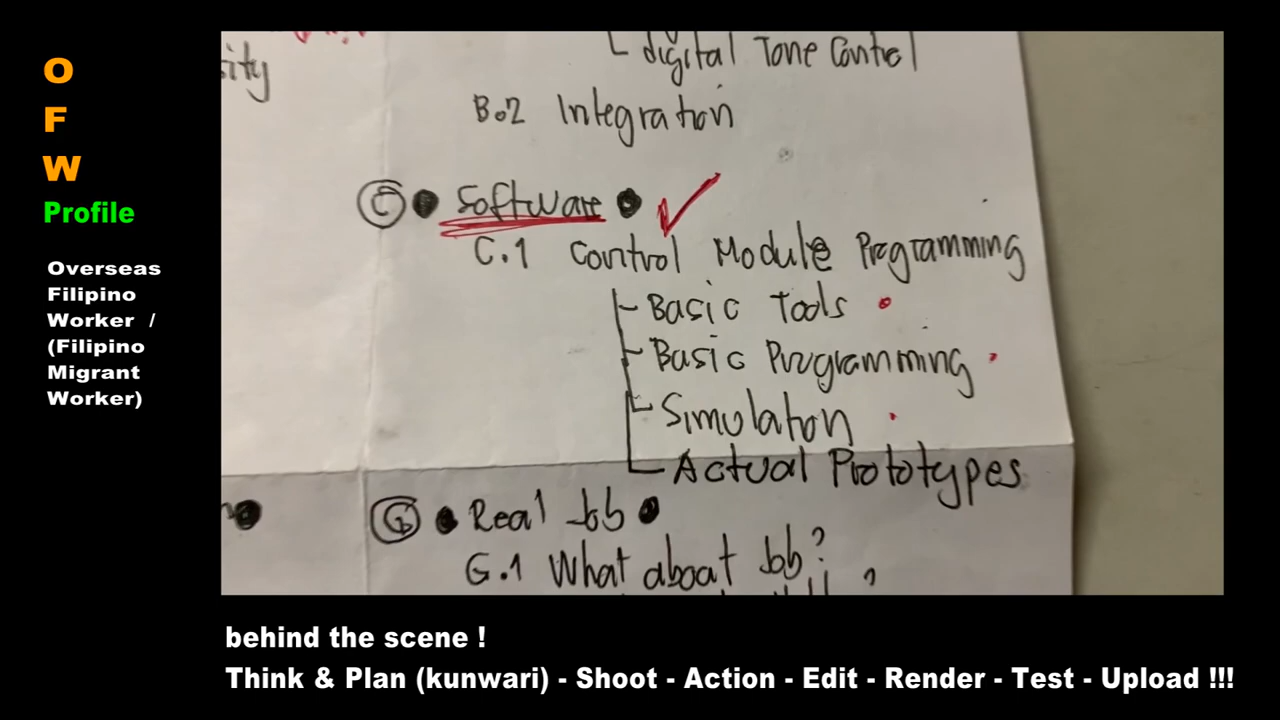 O
F
W
Profile
Overseas
Filipino
Worker /
(Filipino
Migrant
Worker)
sity
digital Tone Control
B.2 Integration
C Software
C.1 Control Module Programming
Basic Tools
Basic Programming
Simulation
Actual Prototypes
G Real Job
G.1 What about Job?
?
behind the scene !
Think & Plan (kunwari) - Shoot - Action - Edit - Render - Test - Upload !!!